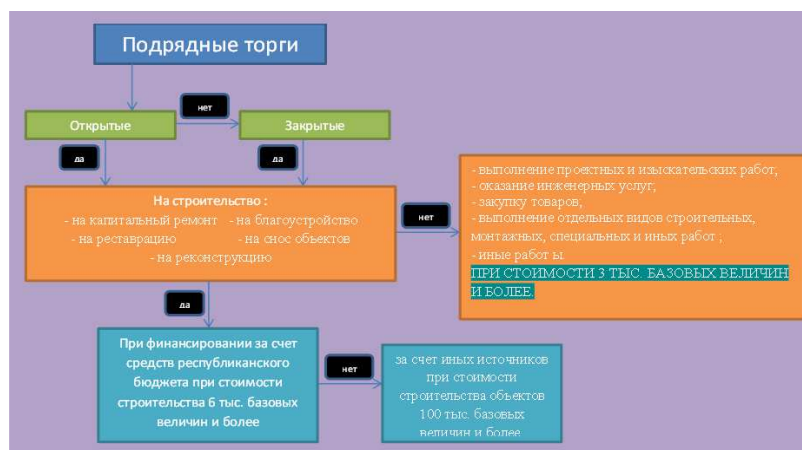 Подрядные торги
нет
Открытые
Закрытые
да
да
На строительство :
- на капитальный ремонт - на благоустройство
- на реставрацию - на снос объектов
- на реконструкцию
нет
- выполнение проектных и изыскательских работ;
- оказание инженерных услуг;
- закупку товаров;
- выполнение отдельных видов строительных,
монтажных, специальных и иных работ ;
- иные работ ы.
ПРИ СТОИМОСТИ 3 ТЫС. БАЗОВЫХ ВЕЛИЧИН
И БОЛЕЕ.
да
При финансировании за счет
средств республиканского
бюджета при стоимости
строительства 6 тыс. базовых
величин и более
нет
за счет иных источников
при стоимости
строительства объектов
100 тыс. базовых
величин и более